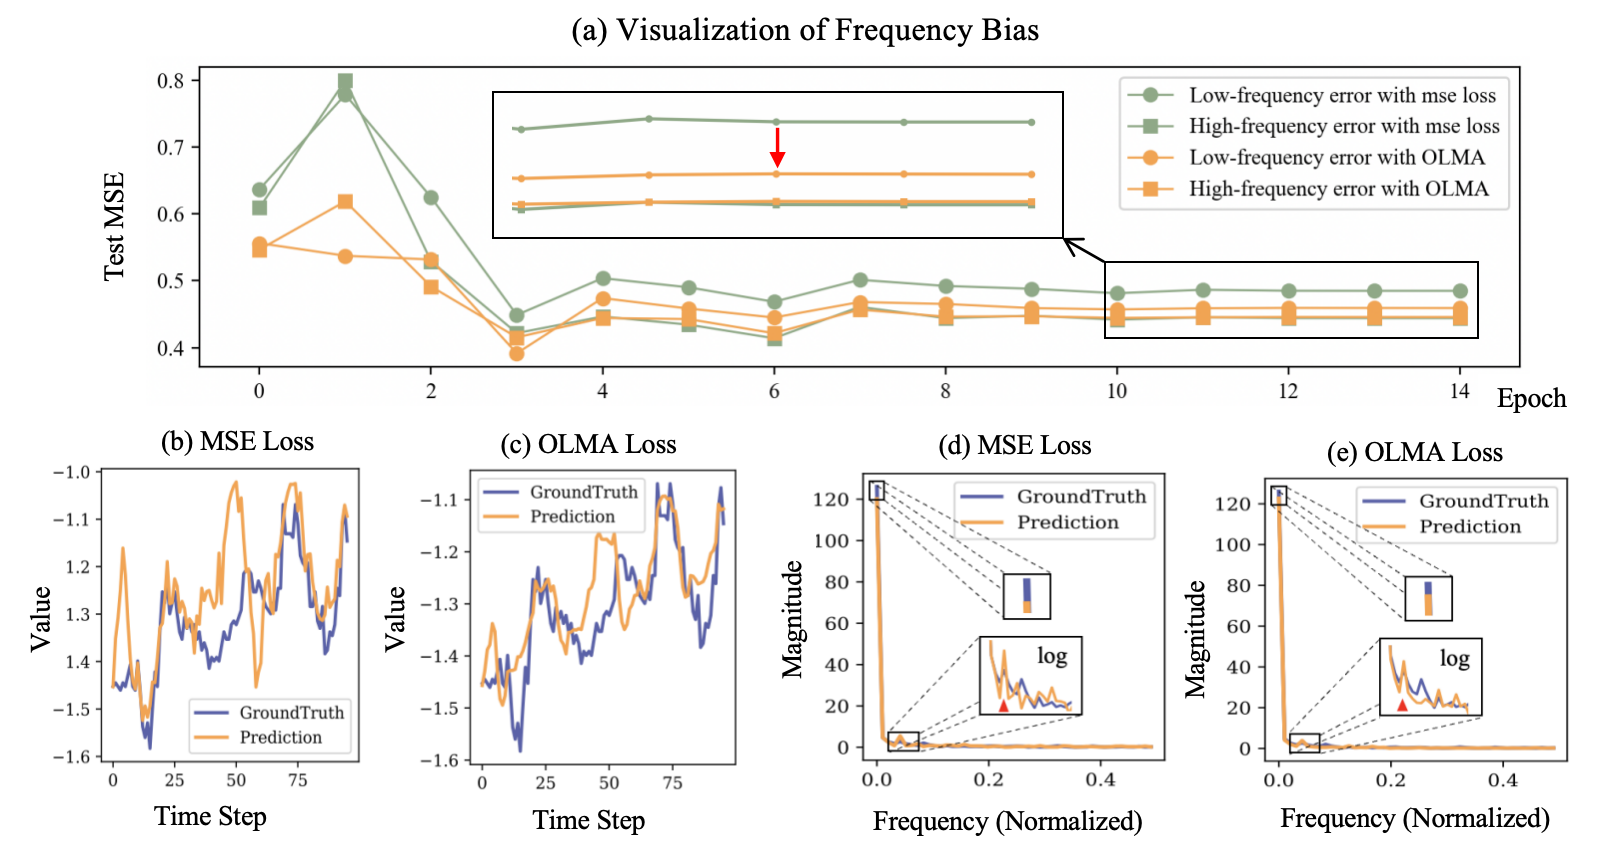 (a) Visualization of Frequency Bias
Test MSE
0.8
0.7
0.6
0.5
0.4
Low-frequency error with mse loss
High-frequency error with mse loss
Low-frequency error with OLMA
High-frequency error with OLMA
0 2 4 6 8 10 12 14
Epoch
(b) MSE Loss
Value
−1.0
−1.1
1.2
1.3
1.4
−1.5
−1.6
GroundTruth
Prediction
0 25 50 75
Time Step
(c) OLMA Loss
Value
−1.1
−1.2
−1.3
−1.4
−1.5
−1.6
GroundTruth
Prediction
0 25 50 75
Time Step
(d) MSE Loss
Magnitude
120
100
80
60
40
20
0
GroundTruth
Prediction
log
0.0 0.2 0.4
Frequency (Normalized)
(e) OLMA Loss
Magnitude
120
100
80
60
40
20
0
GroundTruth
Prediction
log
0.0 0.2 0.4
Frequency (Normalized)